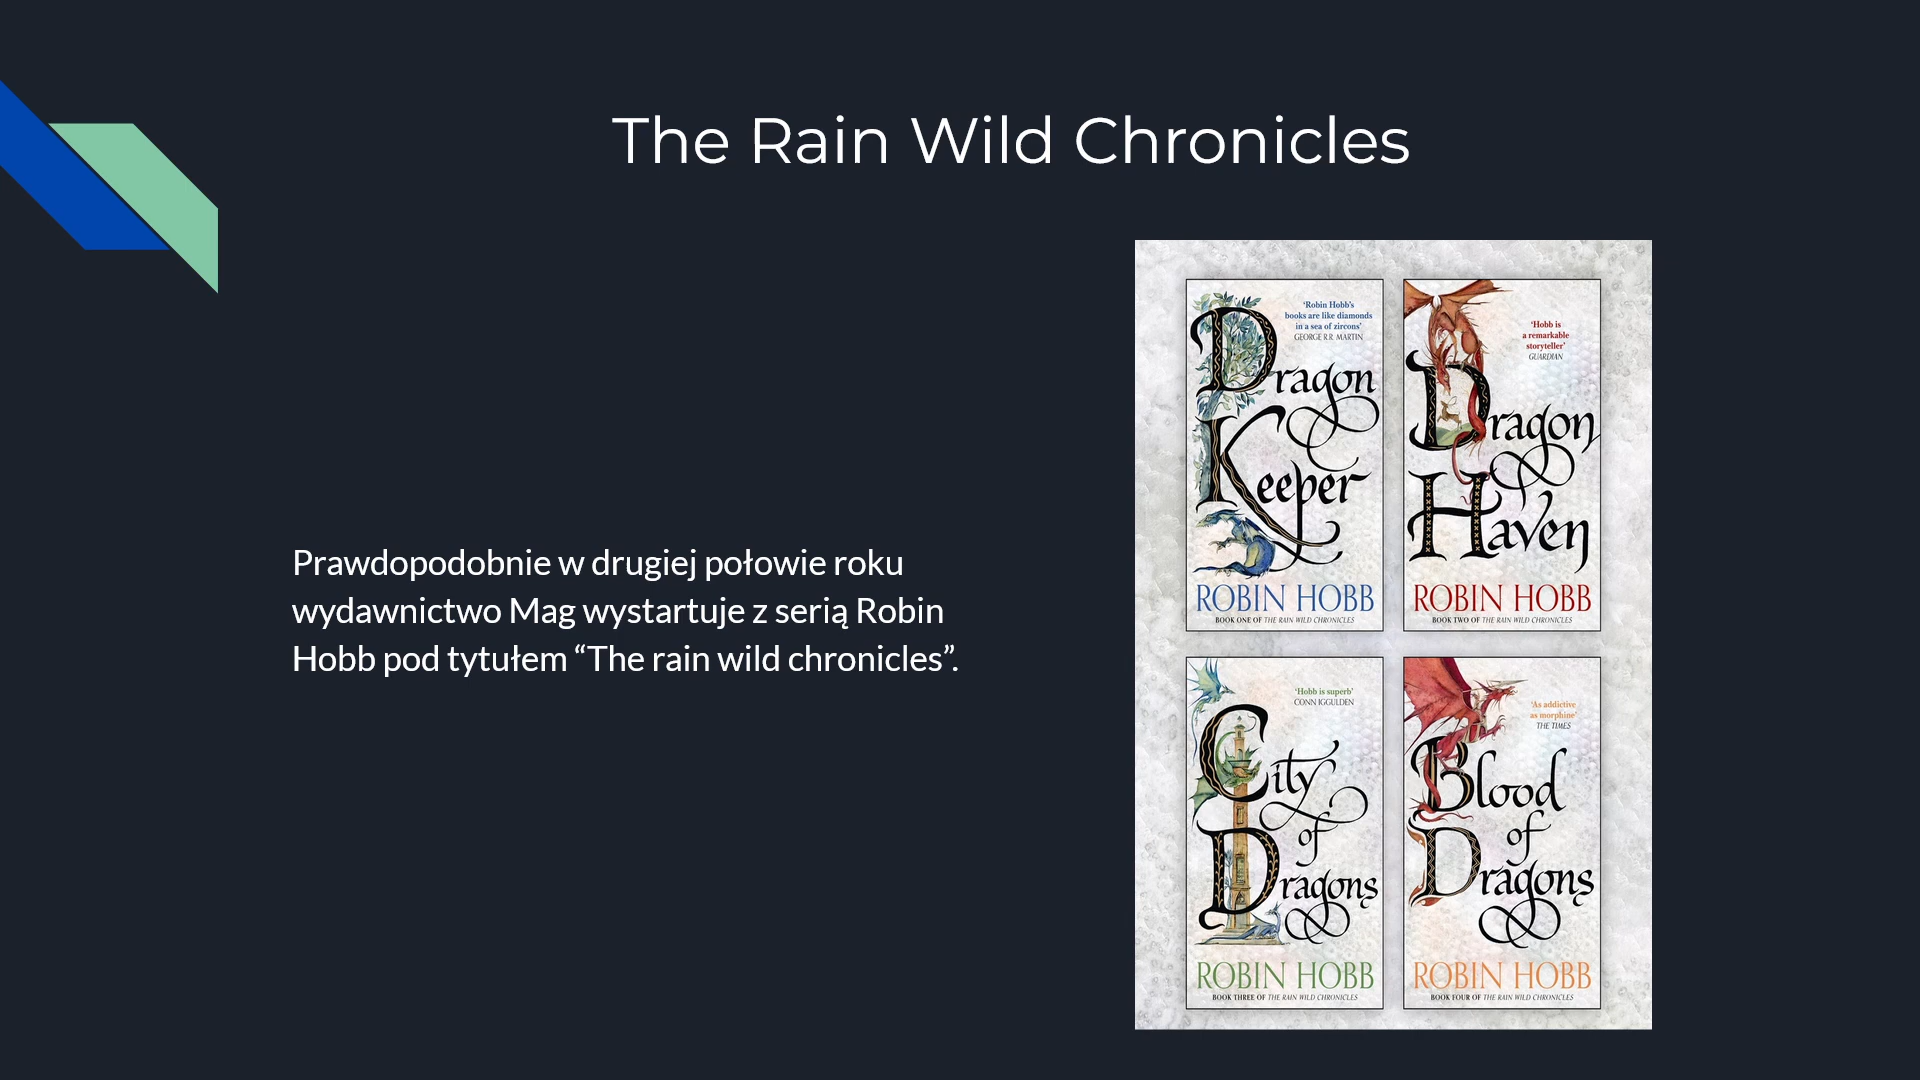 The Rain Wild Chronicles
Prawdopodobnie w drugiej połowie roku
wydawnictwo Mag wystartuje z serią Robin
Hobb pod tytułem “The rain wild chronicles”.
‘Robin Hobb's
books are like diamonds
in a sea of zircons’
GEORGE R.R. MARTIN
Dragon
Keeper
ROBIN HOBB
BOOK ONE OF THE RAIN WILD CHRONICLES
‘Hobb is
a remarkable
storyteller’
GUARDIAN
Dragon
Haven
ROBIN HOBB
BOOK TWO OF THE RAIN WILD CHRONICLES
‘Hobb is superb’
CONN IGGULDEN
City
of
Dragons
ROBIN HOBB
BOOK THREE OF THE RAIN WILD CHRONICLES
‘As addictive
as morphine’
THE TIMES
Blood
of
Dragons
ROBIN HOBB
BOOK FOUR OF THE RAIN WILD CHRONICLES